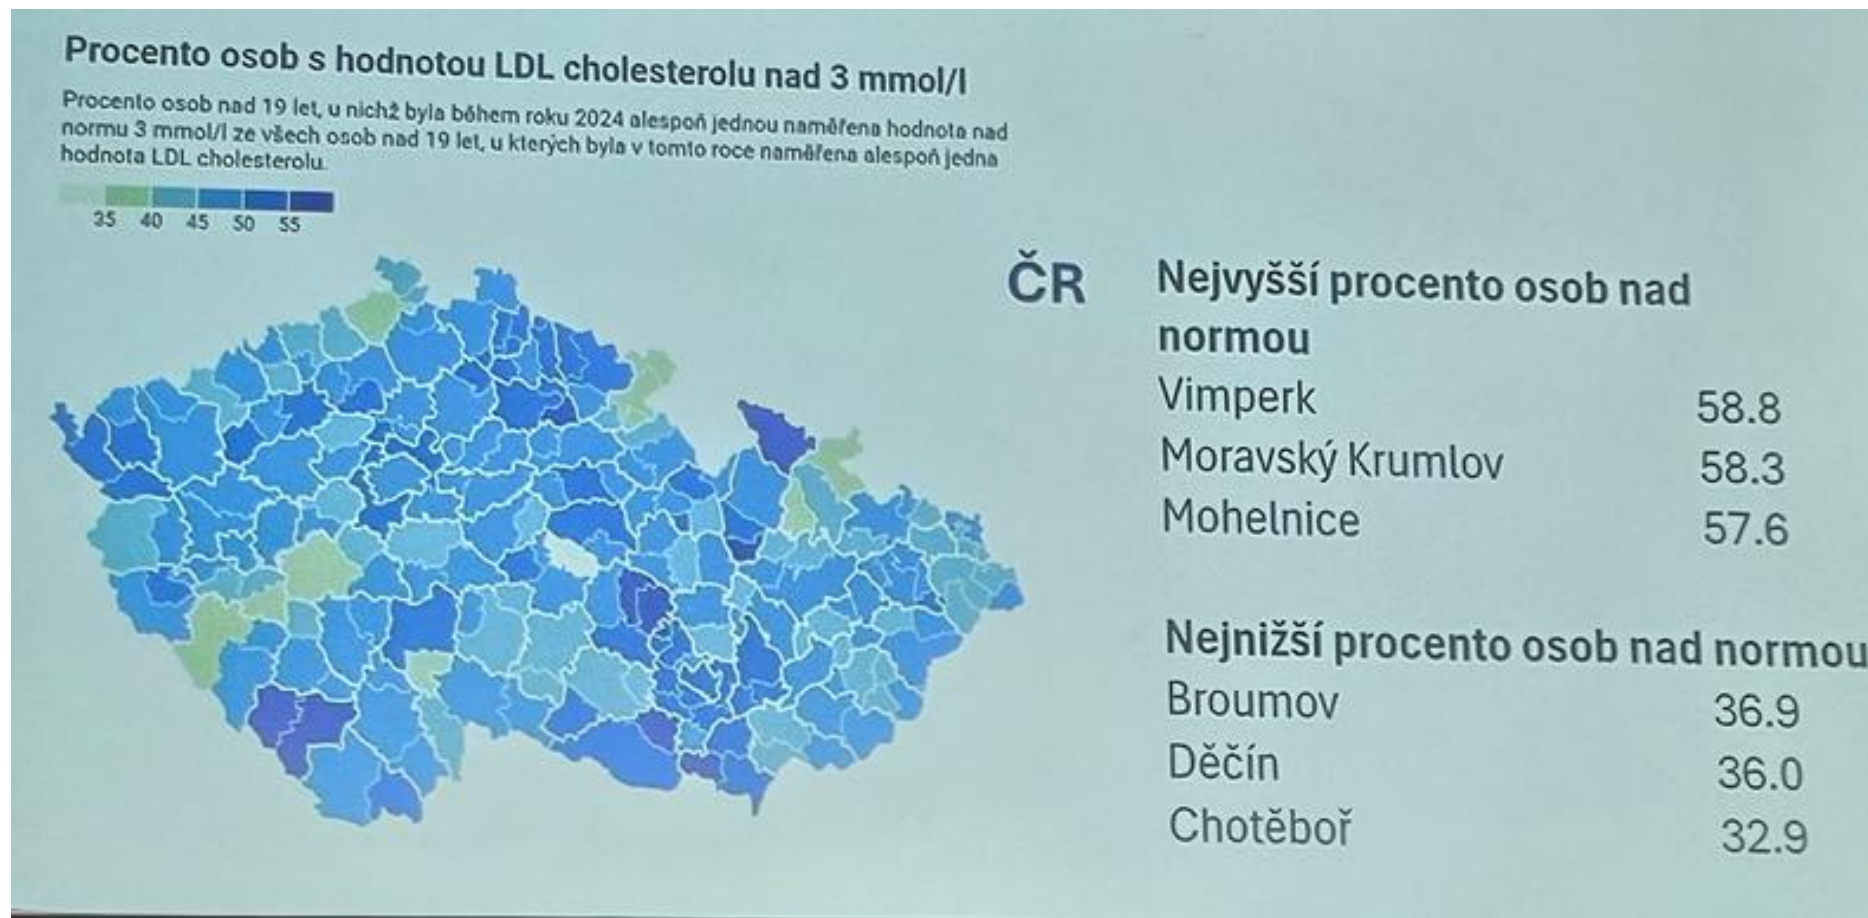 Procento osob s hodnotou LDL cholesterolu nad 3 mmol/l
Procento osob nad 19 let, u nichž byla během roku 2024 alespoň jednou naměřena hodnota nad
normu 3 mmol/l ze všech osob nad 19 let, u kterých byla v tomto roce naměřena alespoň jedna
hodnota LDL cholesterolu.
35 40 45 50 55
ČR
Nejvyšší procento osob nad
normou
Vimperk 58.8
Moravský Krumlov 58.3
Mohelnice 57.6
Nejnižší procento osob nad normou
Broumov 36.9
Děčín 36.0
Chotěboř 32.9